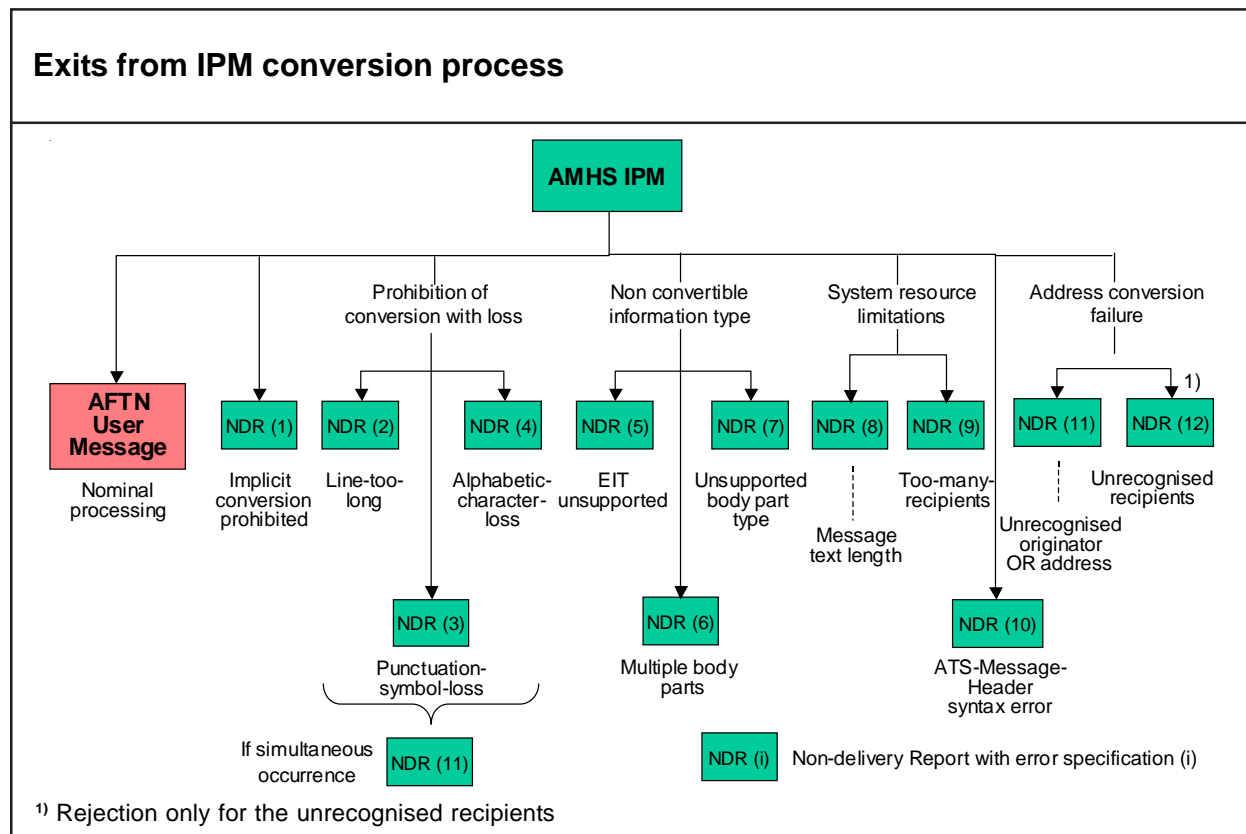 Exits from IPM conversion process
AMHS IPM
Prohibition of
conversion with loss
Non convertible
information type
System resource
limitations
Address conversion
failure
1)
AFTN
User
Message
NDR (1)
NDR (2)
NDR (4)
NDR (5)
NDR (7)
NDR (8)
NDR (9)
NDR (11)
NDR (12)
Nominal
processing
Implicit
conversion
prohibited
Line-too-
long
Alphabetic-
character-
loss
EIT
unsupported
Unsupported
body part
type
Message
text length
Too-many-
recipients
Unrecognised
originator
OR address
Unrecognised
recipients
NDR (3)
NDR (6)
NDR (10)
Punctuation-
symbol-loss
Multiple body
parts
ATS-Message-
Header
syntax error
If simultaneous
occurrence
NDR (11)
NDR (i)
Non-delivery Report with error specification (i)
1) Rejection only for the unrecognised recipients